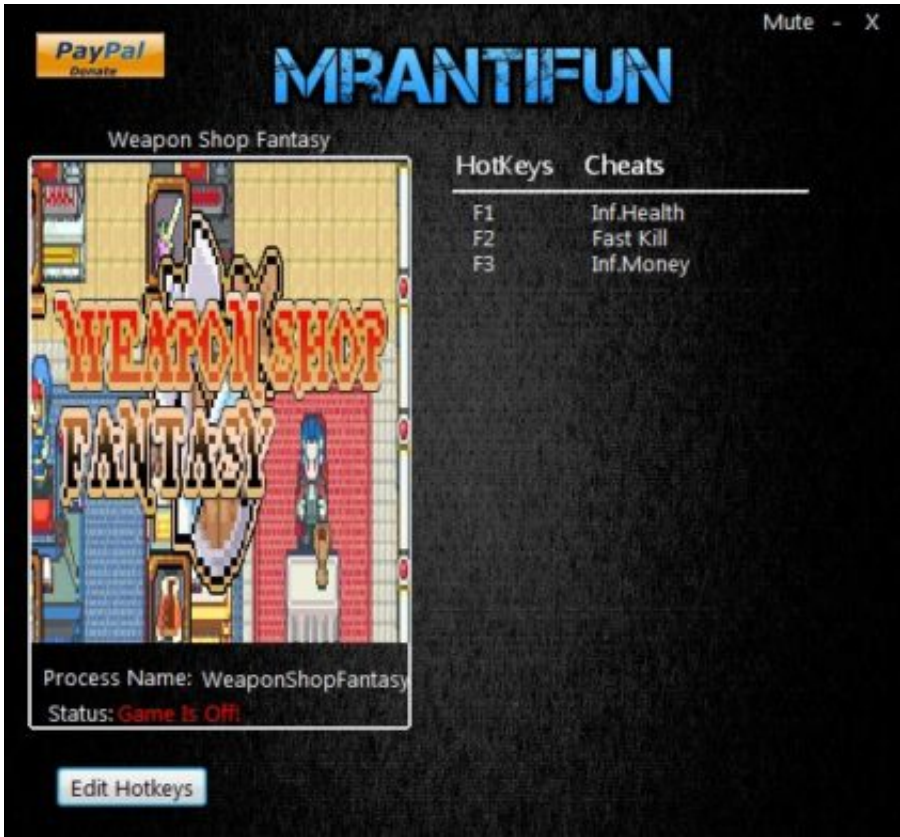 Mute - X
PayPal
Donate
MRANTIFUN
Weapon Shop Fantasy
HotKeys Cheats
F1 Inf.Health
F2 Fast Kill
F3 Inf.Money
WEAPON SHOP
FANTASY
Process Name: WeaponShopFantasy
Status: Game Is Off!
Edit Hotkeys